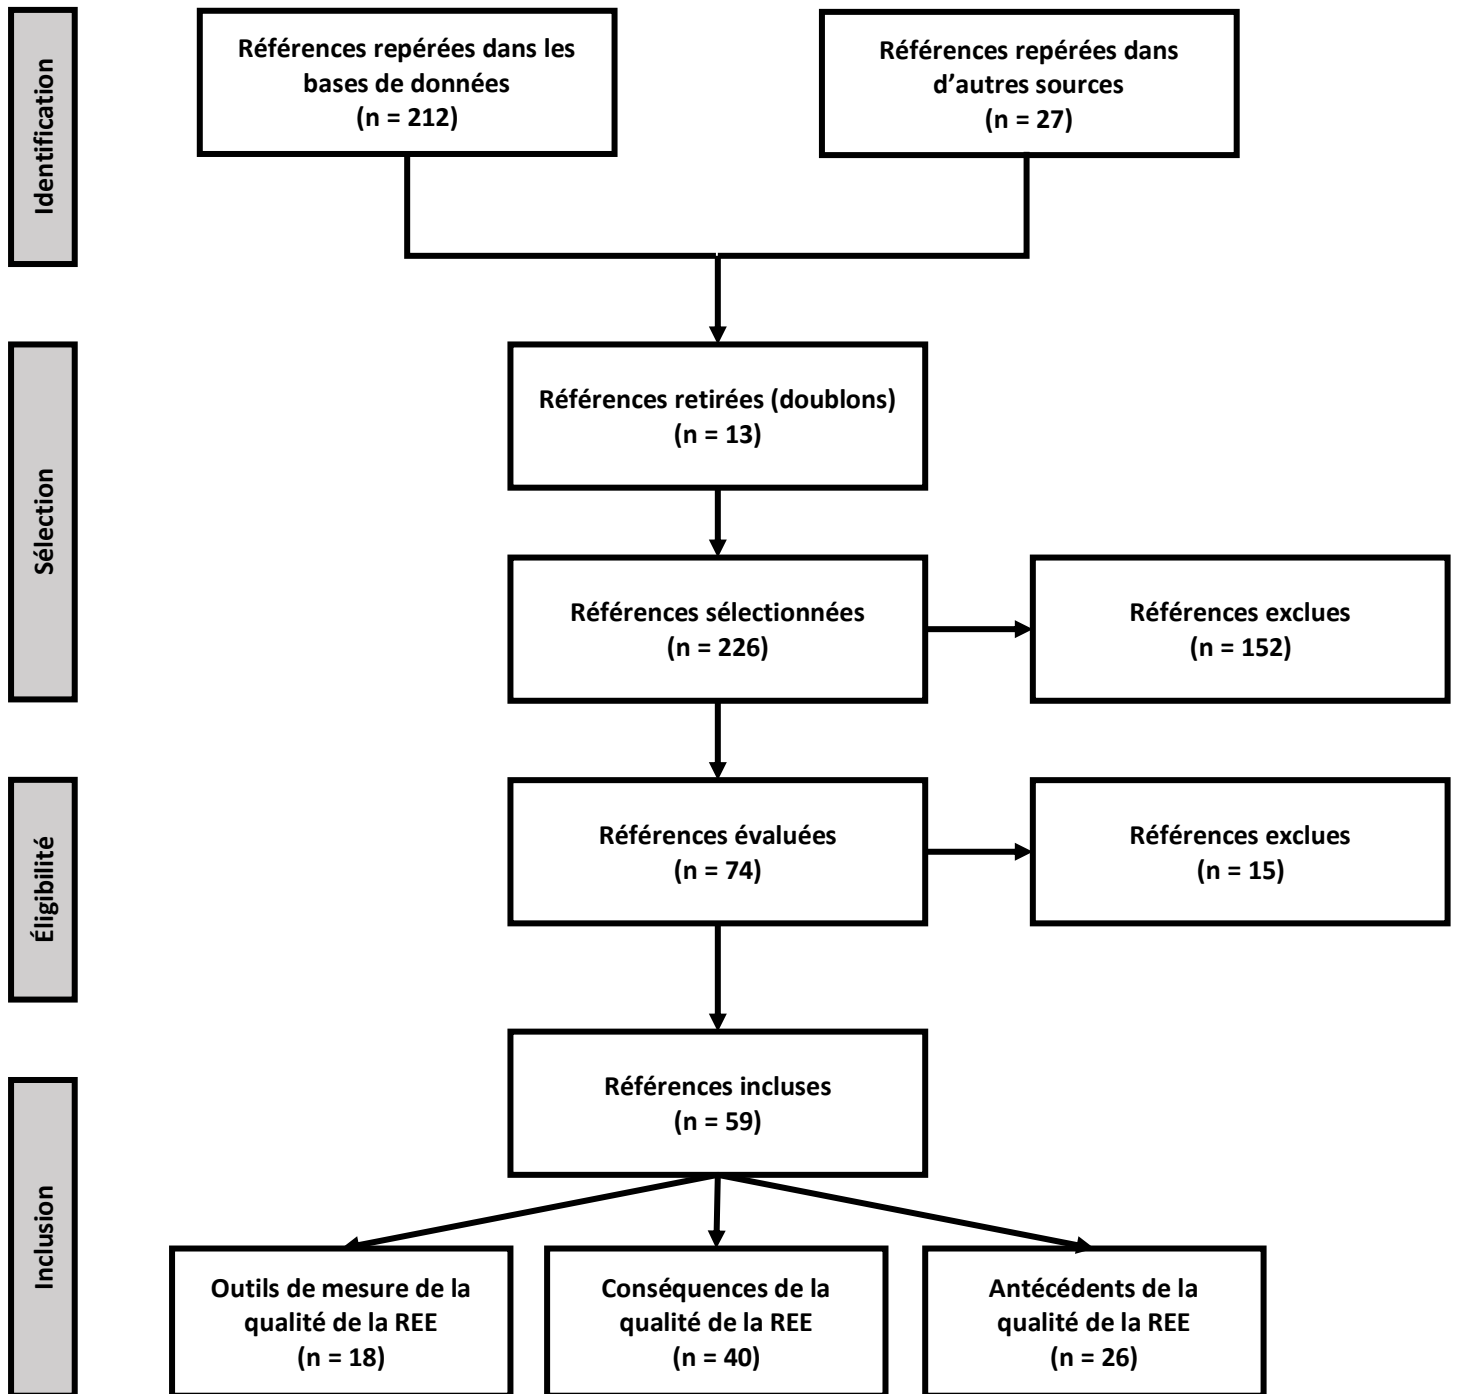 Identification
Références repérées dans les
bases de données
(n = 212)
Références repérées dans
d’autres sources
(n = 27)
Sélection
Références retirées (doublons)
(n = 13)
Références sélectionnées
(n = 226)
Références exclues
(n = 152)
Éligibilité
Références évaluées
(n = 74)
Références exclues
(n = 15)
Inclusion
Références incluses
(n = 59)
Outils de mesure de la
qualité de la REE
(n = 18)
Conséquences de la
qualité de la REE
(n = 40)
Antécédents de la
qualité de la REE
(n = 26)